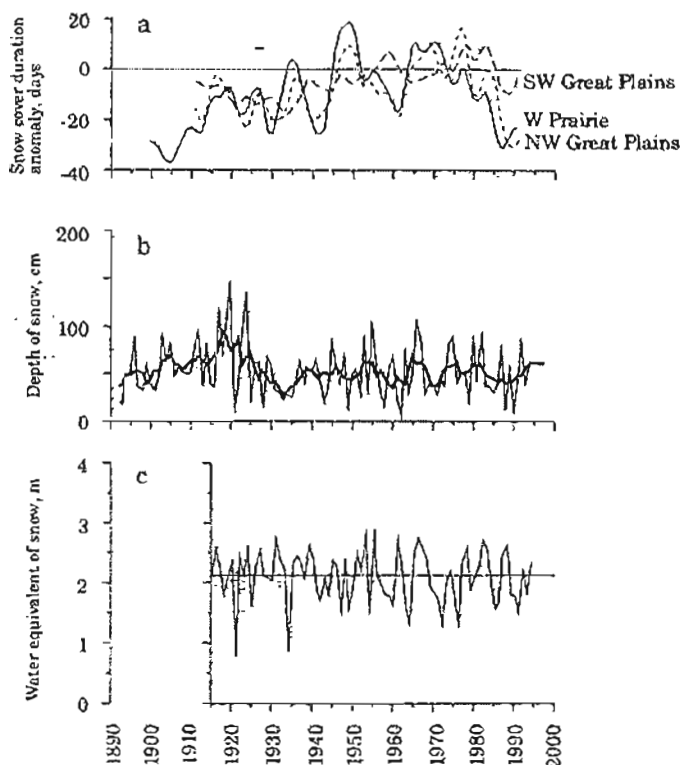 a
20
0
-20
-40
Snow cover duration
anomaly, days
SW Great Plains
W Prairie
NW Great Plains
b
200
100
0
Depth of snow, cm
c
4
3
2
1
0
Water equivalent of snow, m
1890
1900
1910
1920
1930
1940
1950
1960
1970
1980
1990
2000